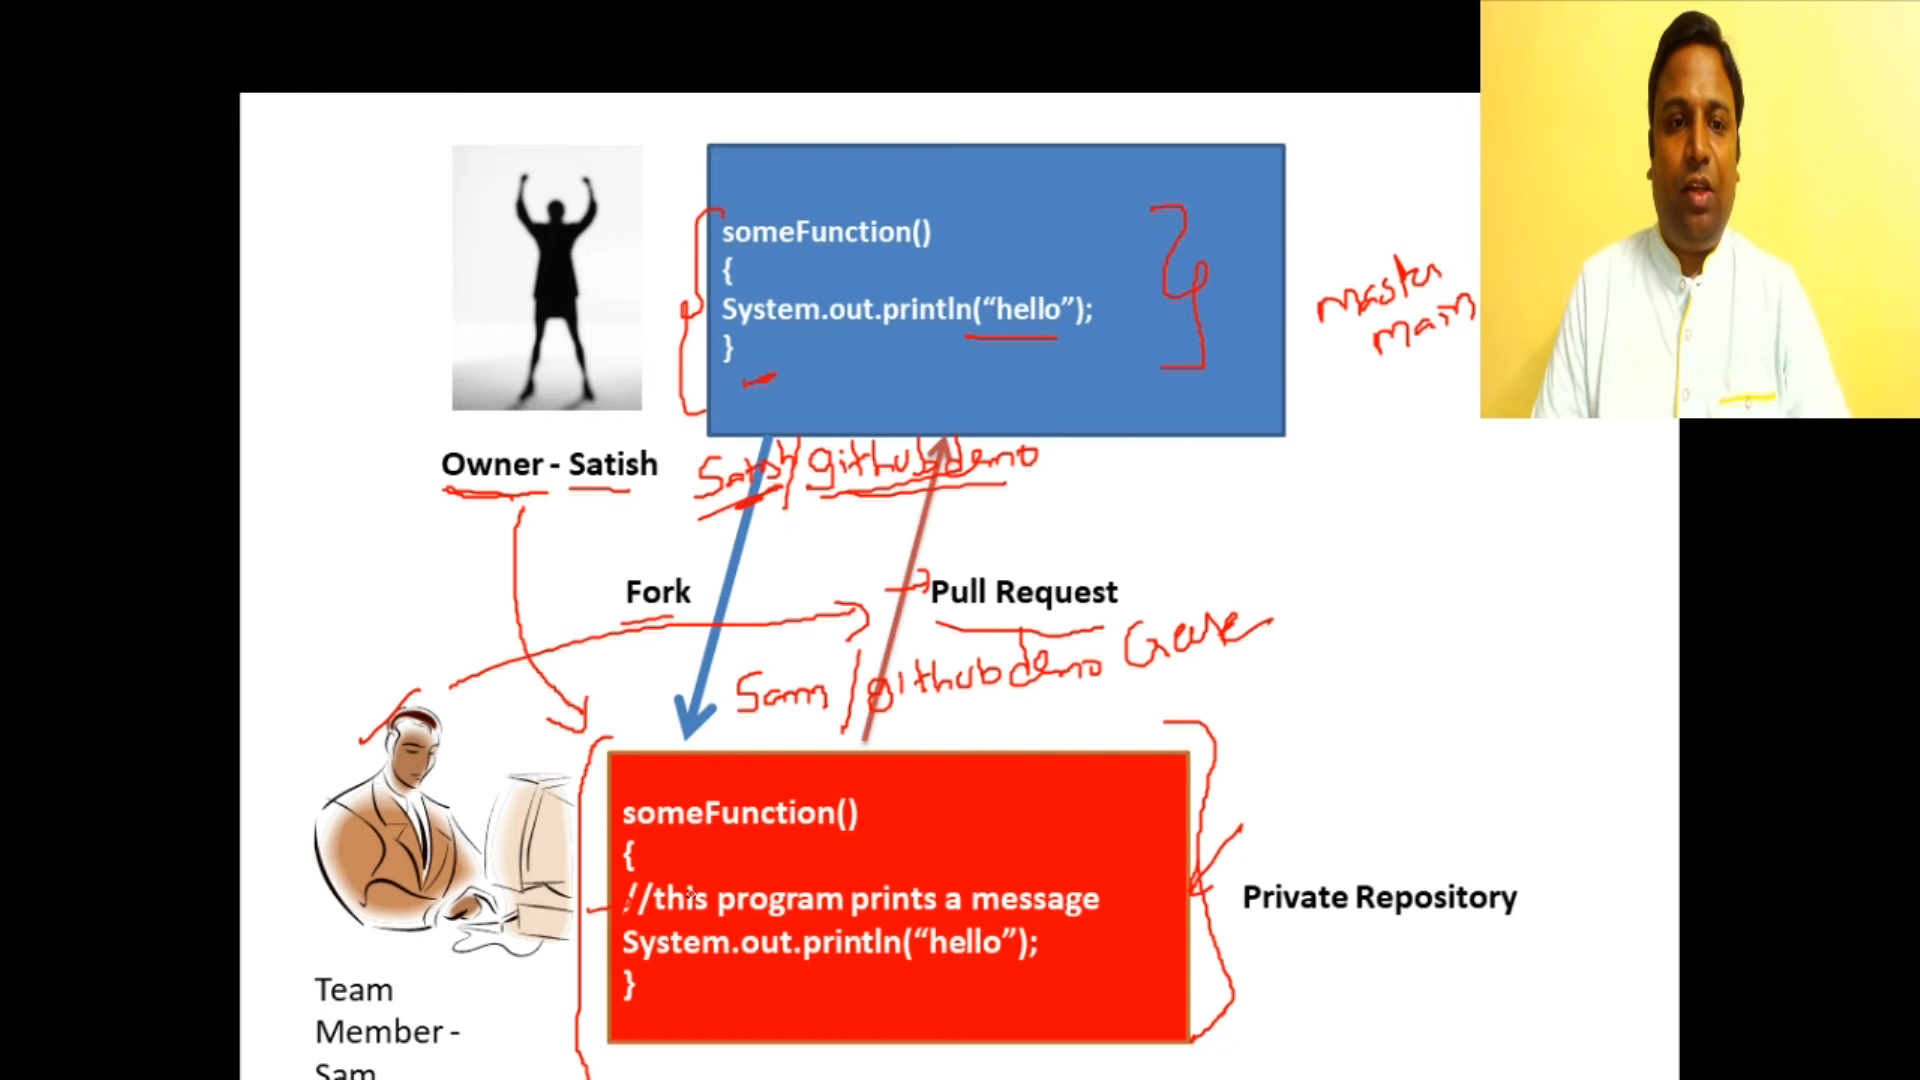 someFunction()
{
System.out.println(“hello”);
}
master
main
Owner - Satish
Satish/githubdemo
Fork
Pull Request
Sam/githubdemo
someFunction()
{
//this program prints a message
System.out.println(“hello”);
}
Private Repository
Team
Member -
Sam